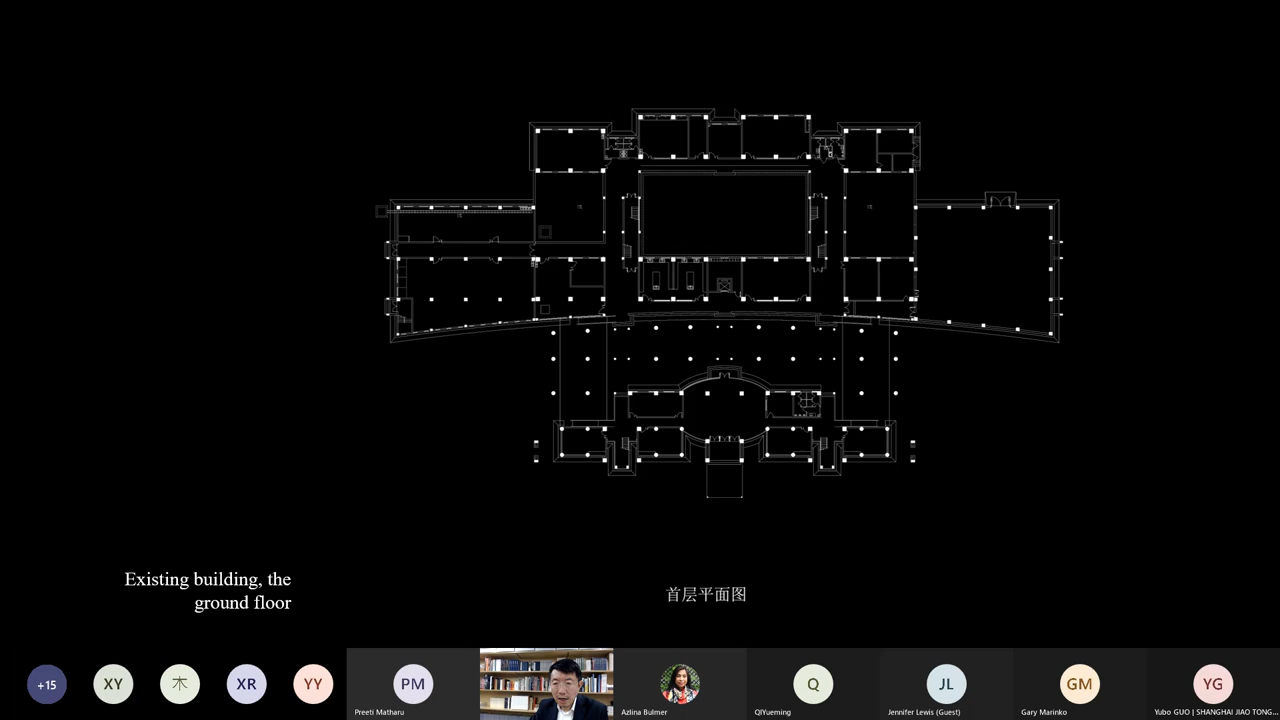 Existing building, the
ground floor
首层平面图
+15
XY
木
XR
YY
PM
Preeti Matharu
Azlina Bulmer
Q
QIYueming
JL
Jennifer Lewis (Guest)
GM
Gary Marinko
YG
Yubo GUO | SHANGHAI JIAO TONG...